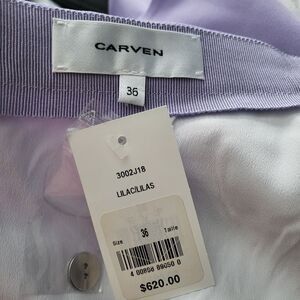 CARVEN
36
3002J18
LILAC/LILAS
Size 36 Taille
$620.00